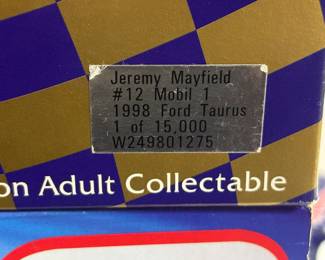 Jeremy Mayfield
#12 Mobil 1
1998 Ford Taurus
1 of 15,000
W249801275
on Adult Collectable